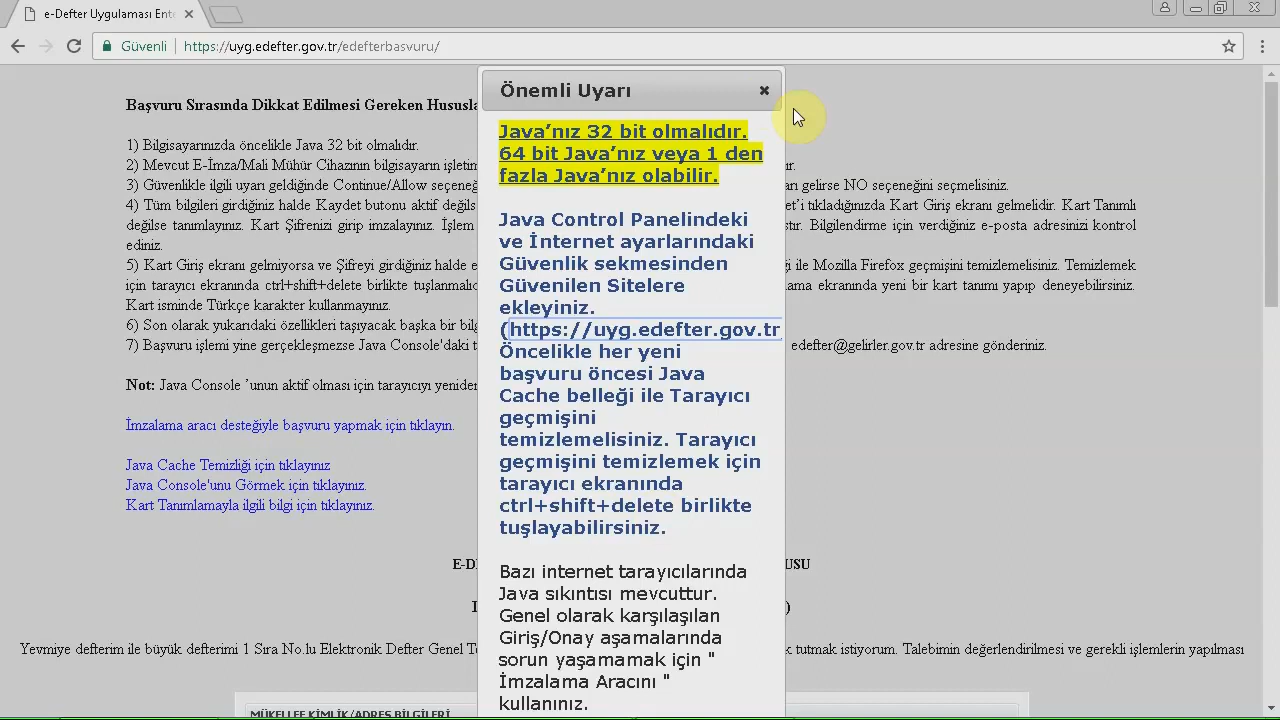 e-Defter Uygulaması Ente
Güvenli
https://uyg.edefter.gov.tr/edefterbasvuru/
Önemli Uyarı
Java’nız 32 bit olmalıdır.
64 bit Java’nız veya 1 den
fazla Java’nız olabilir.
Java Control Panelindeki
ve İnternet ayarlarındaki
Güvenlik sekmesinden
Güvenilen Sitelere
ekleyiniz.
(https://uyg.edefter.gov.tr
Öncelikle her yeni
başvuru öncesi Java
Cache belleği ile Tarayıcı
geçmişini
temizlemelisiniz. Tarayıcı
geçmişini temizlemek için
tarayıcı ekranında
ctrl+shift+delete birlikte
tuşlayabilirsiniz.
Bazı internet tarayıcılarında
Java sıkıntısı mevcuttur.
Genel olarak karşılaşılan
Giriş/Onay aşamalarında
sorun yaşamamak için "
İmzalama Aracını "
kullanınız.
Başvuru Sırasında Dikkat Edilmesi Gereken Hususla
1) Bilgisayarınızda öncelikle Java 32 bit olmalıdır.
2) Mevcut E-İmza/Mali Mühür Cihazının bilgisayarın işletim
3) Güvenlikle ilgili uyarı geldiğinde Continue/Allow seçeneğ
gelirse NO seçeneğini seçmelisiniz.
4) Tüm bilgileri girdiğiniz halde Kaydet butonu aktif değils
et’i tıkladığınızda Kart Giriş ekranı gelmelidir. Kart Tanımlı
değilse tanımlayınız. Kart Şifrenizi girip imzalayınız. İşlem
Bilgilendirme için verdiğiniz e-posta adresinizi kontrol
ediniz.
5) Kart Giriş ekranı gelmiyorsa ve Şifreyi girdiğiniz halde e
ile Mozilla Firefox geçmişini temizlemelisiniz. Temizlemek
için tarayıcı ekranında ctrl+shift+delete birlikte tuşlanmalıd
ekranında yeni bir kart tanımı yapıp deneyebilirsiniz.
Kart isminde Türkçe karakter kullanmayınız.
6) Son olarak yukarıdaki özellikleri taşıyacak başka bir bilg
7) Başvuru işlemi yine gerçekleşmezse Java Console'daki t
edefter@gelirler.gov.tr adresine gönderiniz.
Not: Java Console ’unun aktif olması için tarayıcıyı yeniden
İmzalama aracı desteğiyle başvuru yapmak için tıklayın.
Java Cache Temizliği için tıklayınız
Java Console'unu Görmek için tıklayınız.
Kart Tanımlamayla ilgili bilgi için tıklayınız.
E-D
USU
Yevmiye defterim ile büyük defterimi 1 Sıra No.lu Elektronik Defter Genel T
tutmak istiyorum. Talebimin değerlendirilmesi ve gerekli işlemlerin yapılması
MÜKELLEF KİMLİK/ADRES BİLGİLERİ